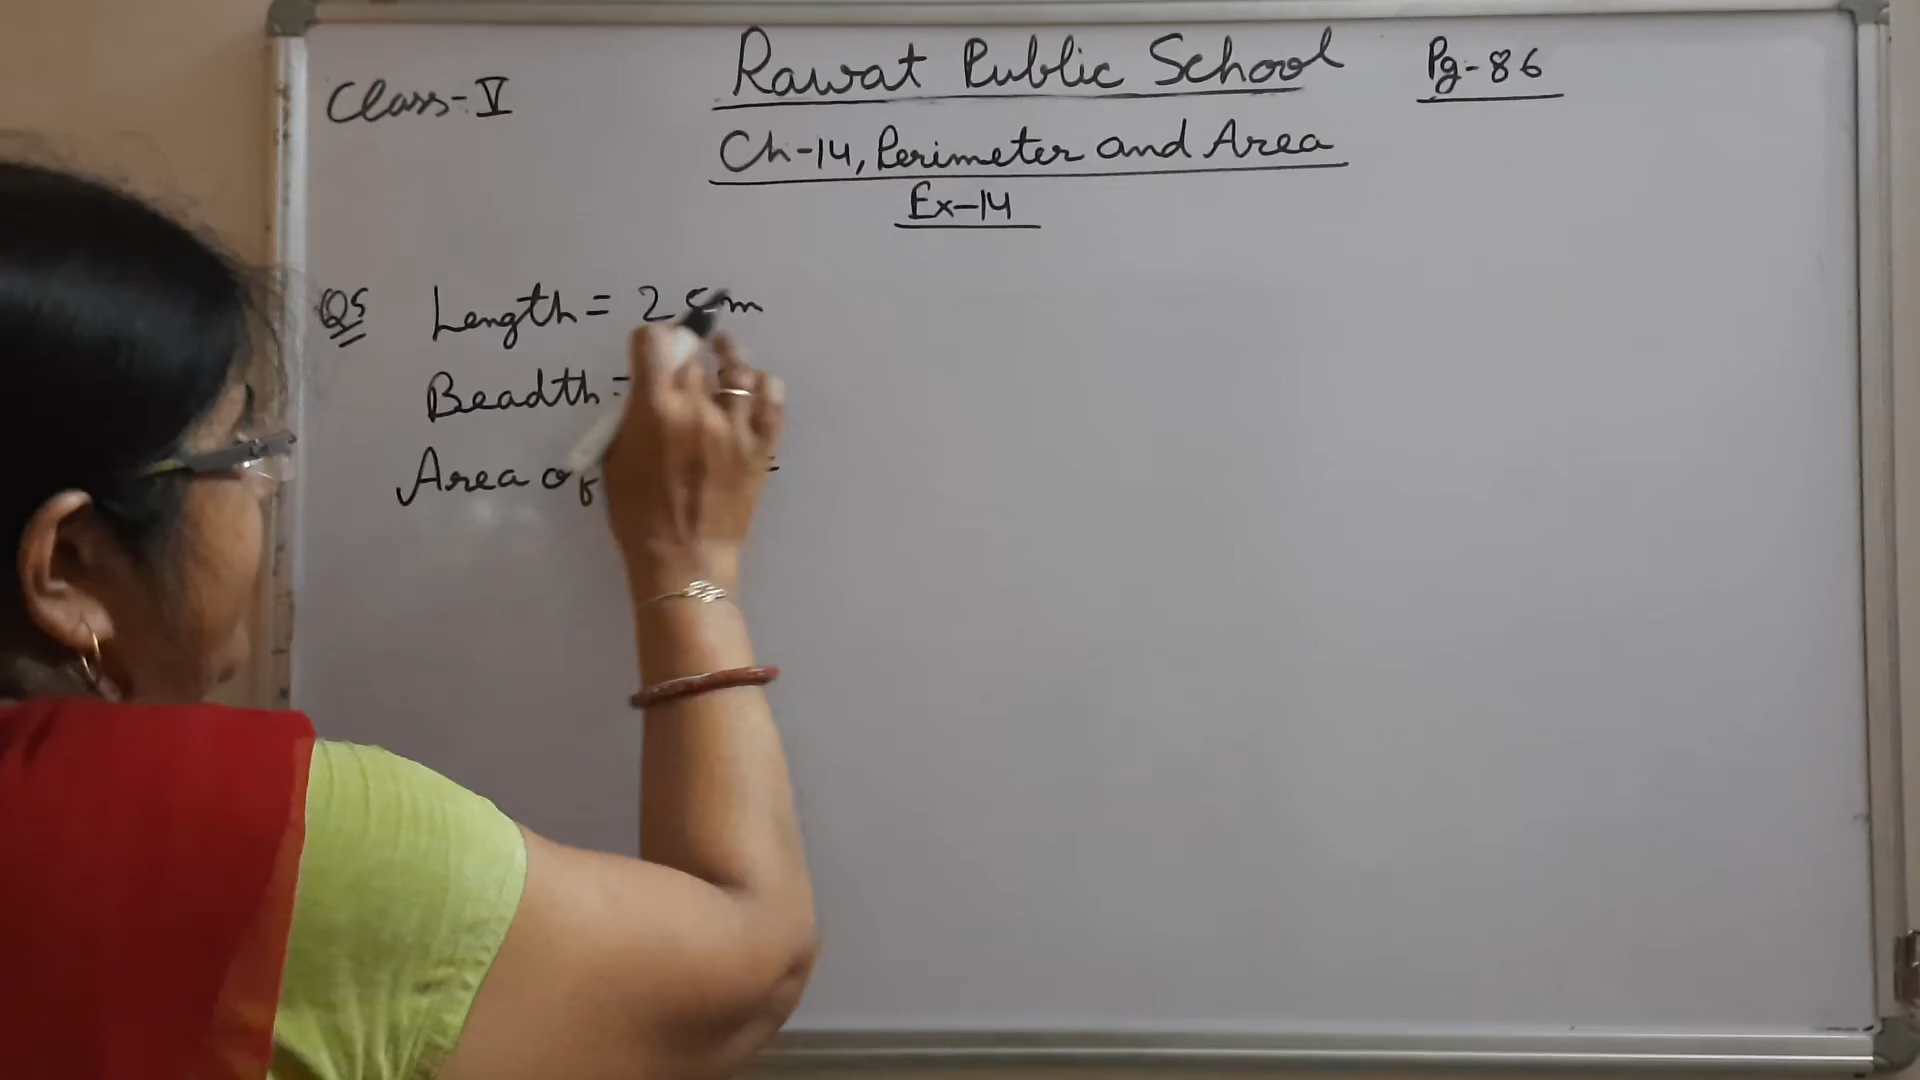 Class-V
Rawat Public School
Pg-86
Ch-14, Perimeter and Area
Ex-14
Q5 Length = 2 cm
Beadth =
Area of =